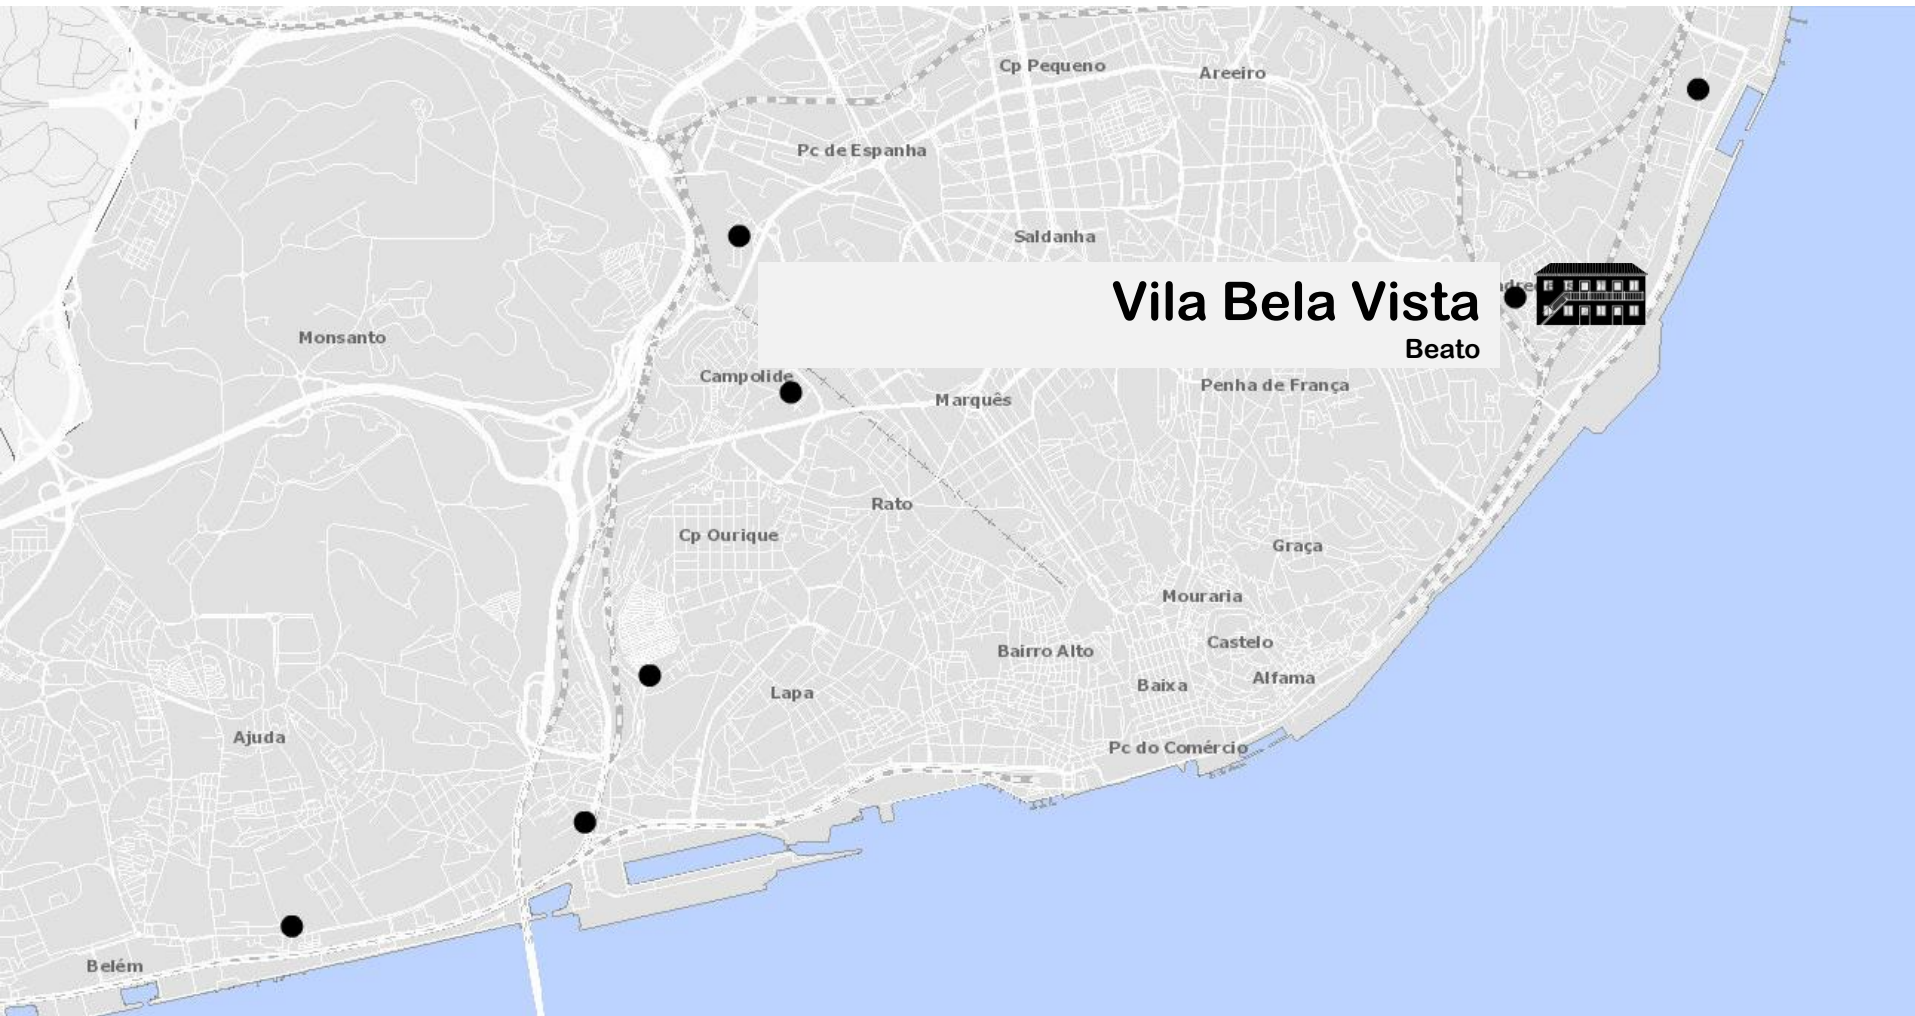 Cp Pequeno
Areeiro
Pc de Espanha
Saldanha
Vila Bela Vista
Beato
Monsanto
Campolide
Marquês
Penha de França
Rato
Cp Ourique
Graça
Mouraria
Castelo
Bairro Alto
Alfama
Baixa
Lapa
Ajuda
Pc do Comércio
Belém